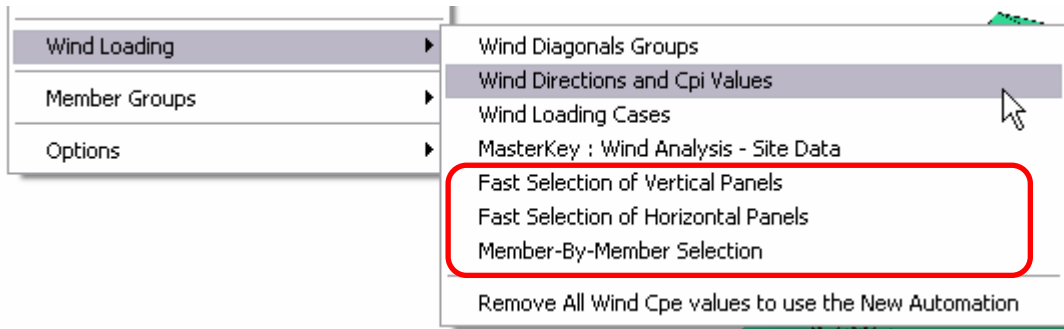 Wind Loading
Member Groups
Options
Wind Diagonals Groups
Wind Directions and Cpi Values
Wind Loading Cases
MasterKey : Wind Analysis - Site Data
Fast Selection of Vertical Panels
Fast Selection of Horizontal Panels
Member-By-Member Selection
Remove All Wind Cpe values to use the New Automation